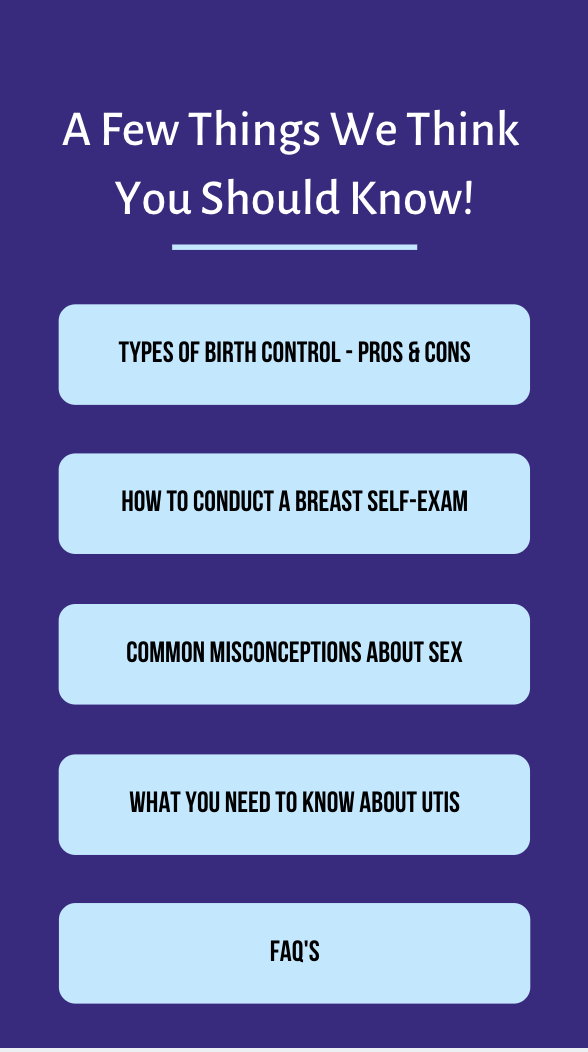 A Few Things We Think
You Should Know!
TYPES OF BIRTH CONTROL - PROS & CONS
HOW TO CONDUCT A BREAST SELF-EXAM
COMMON MISCONCEPTIONS ABOUT SEX
WHAT YOU NEED TO KNOW ABOUT UTIS
FAQ'S